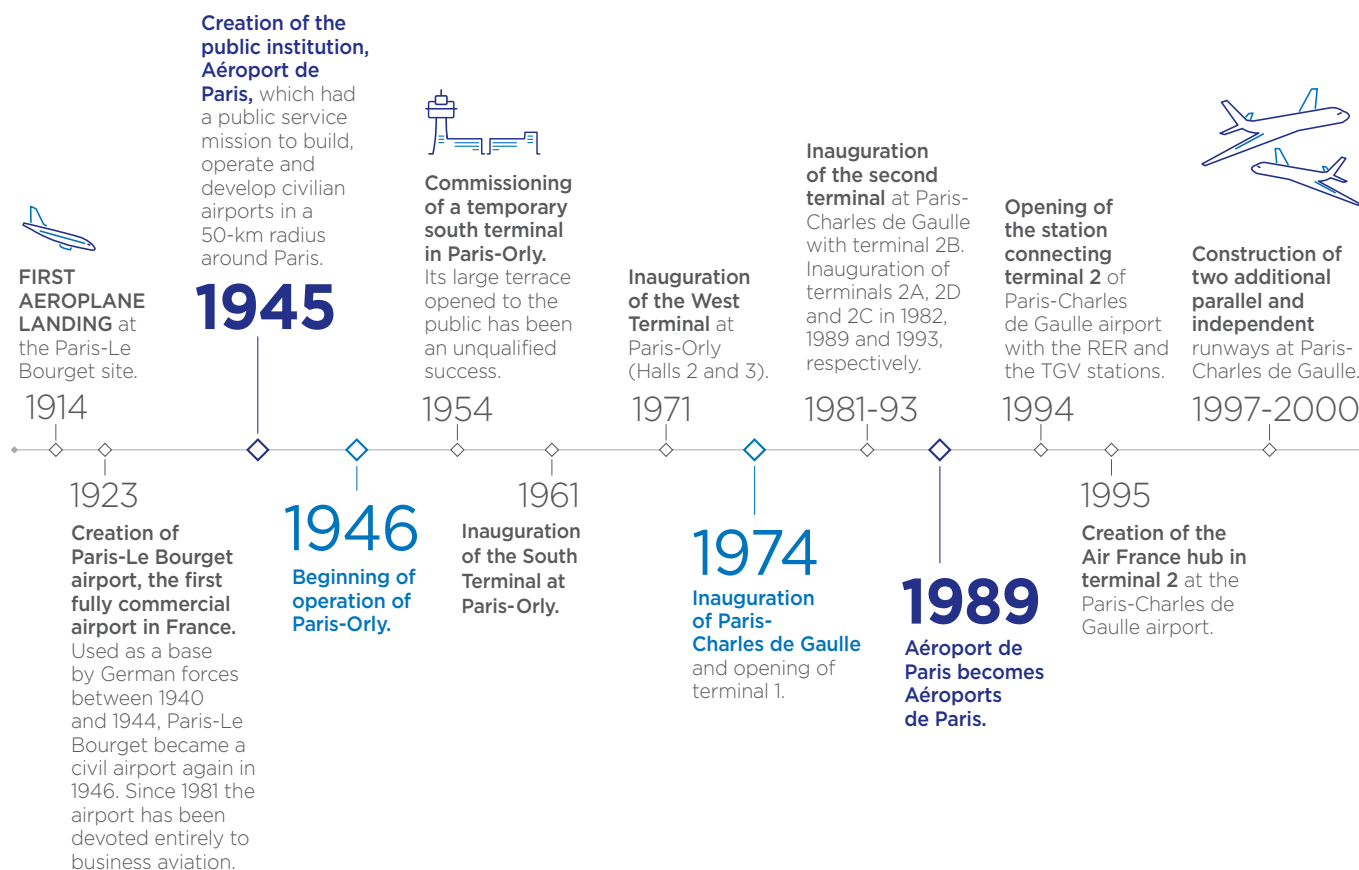 FIRST
AEROPLANE
LANDING at
the Paris-Le
Bourget site.
1914
1923
Creation of
Paris-Le Bourget
airport, the first
fully commercial
airport in France.
Used as a base
by German forces
between 1940
and 1944, Paris-Le
Bourget became a
civil airport again in
1946. Since 1981 the
airport has been
devoted entirely to
business aviation.
Creation of the
public institution,
Aéroport de
Paris, which had
a public service
mission to build,
operate and
develop civilian
airports in a
50-km radius
around Paris.
1945
1946
Beginning of
operation of
Paris-Orly.
Commissioning
of a temporary
south terminal
in Paris-Orly.
Its large terrace
opened to the
public has been
an unqualified
success.
1954
1961
Inauguration
of the South
Terminal at
Paris-Orly.
Inauguration
of the West
Terminal at
Paris-Orly
(Halls 2 and 3).
1971
1974
Inauguration
of Paris-
Charles de Gaulle
and opening of
terminal 1.
Inauguration
of the second
terminal at Paris-
Charles de Gaulle
with terminal 2B.
Inauguration of
terminals 2A, 2D
and 2C in 1982,
1989 and 1993,
respectively.
1981-93
1989
Aéroport de
Paris becomes
Aéroports
de Paris.
Opening of
the station
connecting
terminal 2 of
Paris-Charles
de Gaulle airport
with the RER and
the TGV stations.
1994
1995
Creation of the
Air France hub in
terminal 2 at the
Paris-Charles de
Gaulle airport.
Construction of
two additional
parallel and
independent
runways at Paris-
Charles de Gaulle.
1997-2000